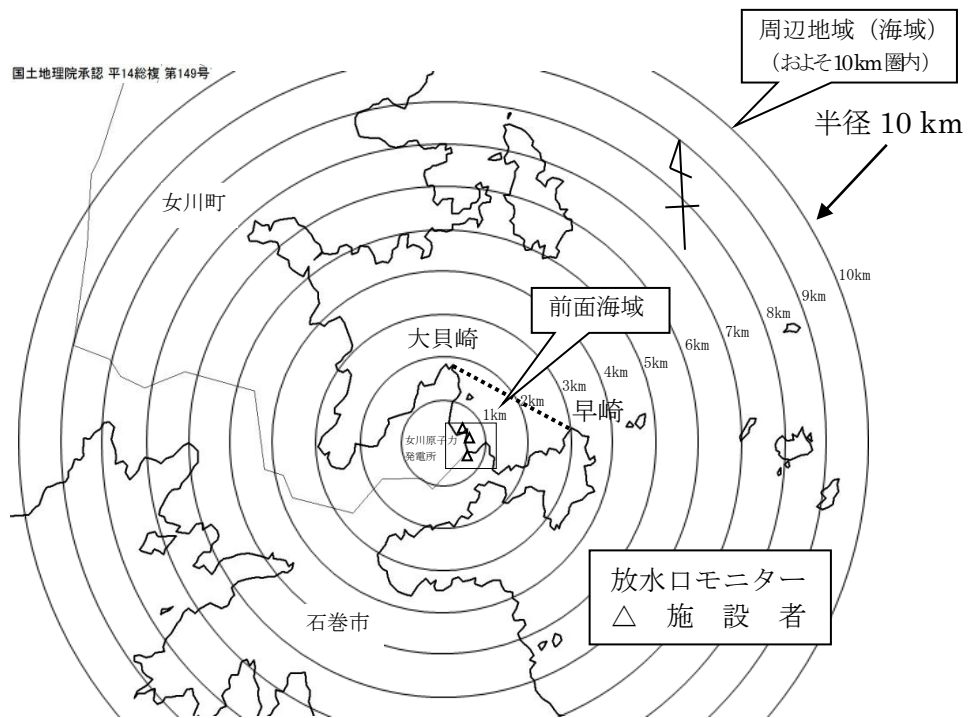 周辺地域（海域）
（おおよそ10km圏内）
国土地理院承認 平14総複 第149号
半径 10 km
女川町
10km
9km
8km
7km
6km
5km
4km
3km
2km
1km
前面海域
大貝崎
早崎
女川原子力
発電所
放水口モニター
△ 施 設 者
石巻市